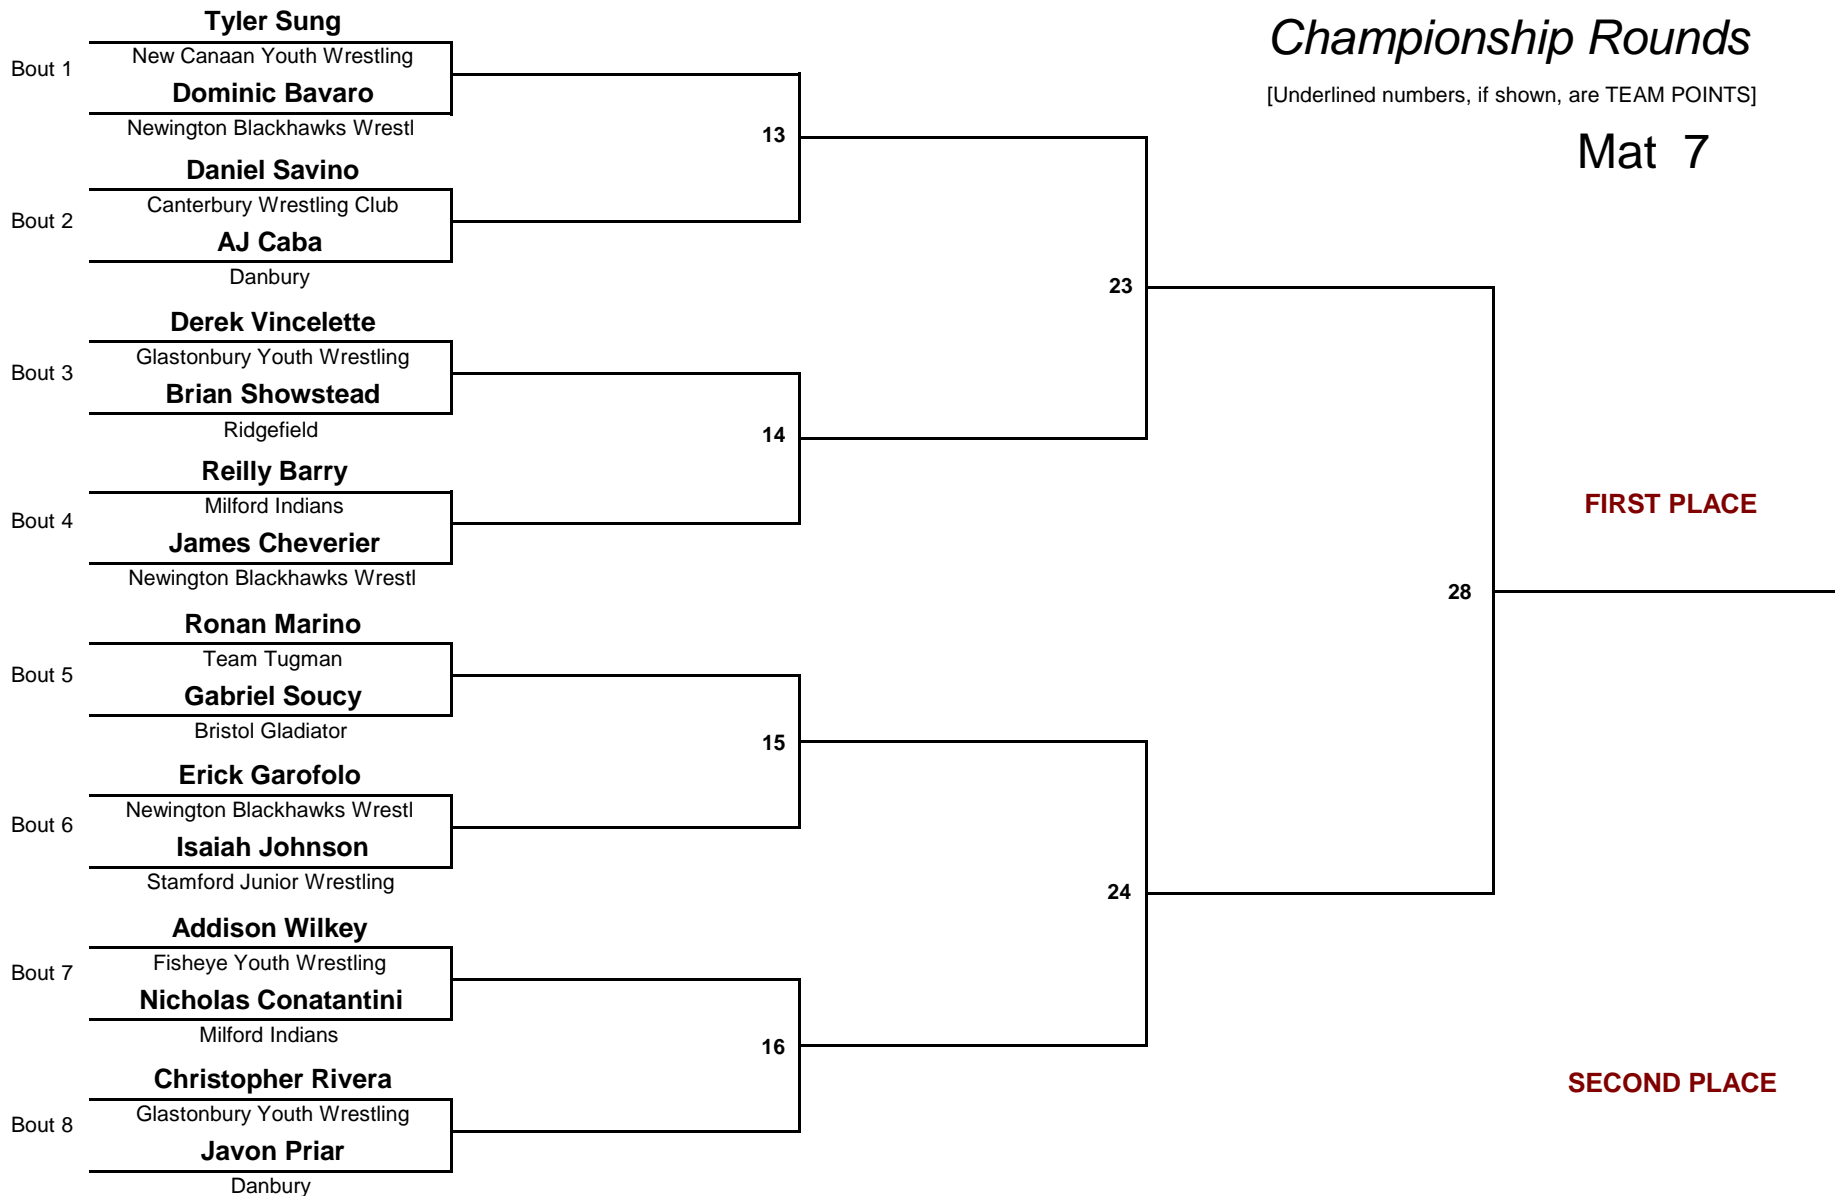 Championship Rounds
[Underlined numbers, if shown, are TEAM POINTS]
Mat 7
Tyler Sung
Bout 1
New Canaan Youth Wrestling
Dominic Bavaro
Newington Blackhawks Wrestl
13
Daniel Savino
Bout 2
Canterbury Wrestling Club
AJ Caba
Danbury
23
Derek Vincelette
Bout 3
Glastonbury Youth Wrestling
Brian Showstead
Ridgefield
14
Reilly Barry
Bout 4
Milford Indians
James Cheverier
Newington Blackhawks Wrestl
FIRST PLACE
28
Ronan Marino
Bout 5
Team Tugman
Gabriel Soucy
Bristol Gladiator
15
Erick Garofolo
Bout 6
Newington Blackhawks Wrestl
Isaiah Johnson
Stamford Junior Wrestling
24
Addison Wilkey
Bout 7
Fisheye Youth Wrestling
Nicholas Conatantini
Milford Indians
16
Christopher Rivera
Bout 8
Glastonbury Youth Wrestling
Javon Priar
Danbury
SECOND PLACE